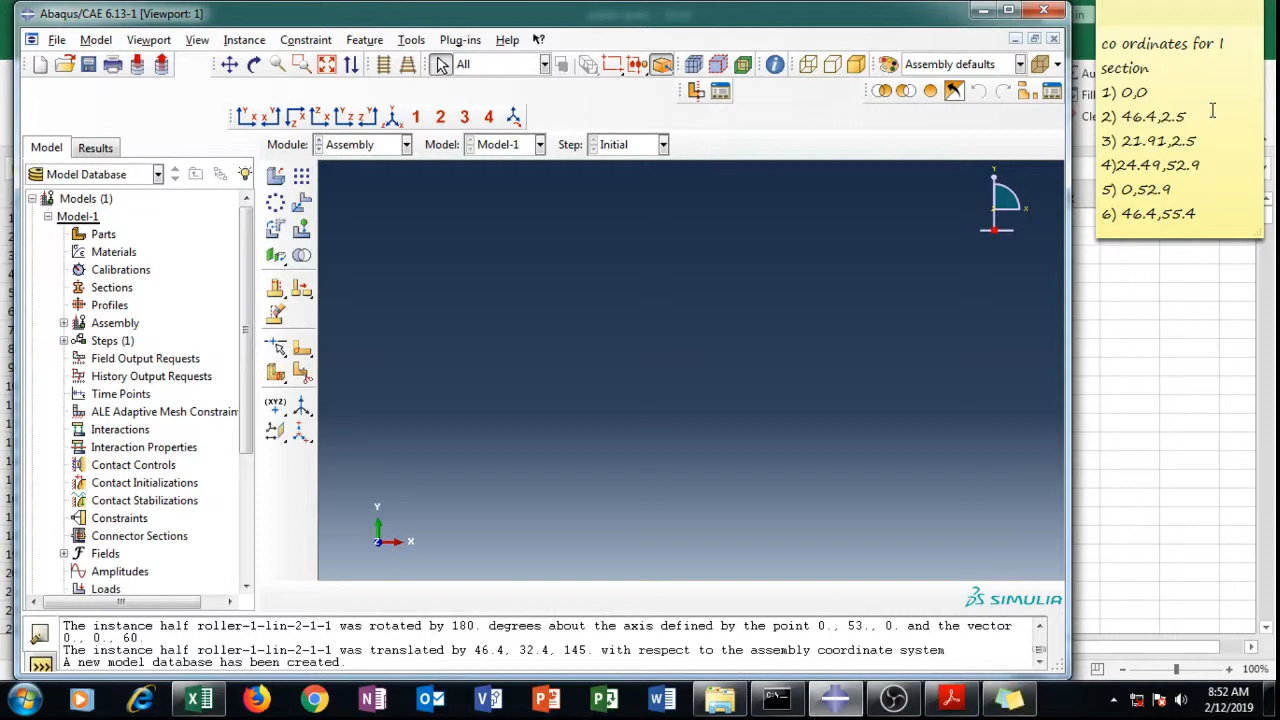 Abaqus/CAE 6.13-1 [Viewport: 1]
File Model Viewport View Instance Constraint Feature Tools Plug-ins Help
All
Assembly defaults
1 2 3 4
Module: Assembly Model: Model-1 Step: Initial
Model Results
Model Database
Models (1)
Model-1
Parts
Materials
Calibrations
Sections
Profiles
Assembly
Steps (1)
Field Output Requests
History Output Requests
Time Points
ALE Adaptive Mesh Constrain
Interactions
Interaction Properties
Contact Controls
Contact Initializations
Contact Stabilizations
Constraints
Connector Sections
Fields
Amplitudes
Loads
(XYZ)
Y
X
Z
Y
X
SIMULIA
The instance half roller-1-lin-2-1-1 was rotated by 180. degrees about the axis defined by the point 0., 53., 0. and the vector
0., 0., 60.
The instance half roller-1-lin-2-1-1 was translated by 46.4, 32.4, 145. with respect to the assembly coordinate system
A new model database has been created.
co ordinates for I
section
1) 0,0
2) 46.4,2.5
3) 21.91,2.5
4)24.49,52.9
5) 0,52.9
6) 46.4,55.4
100%
8:52 AM
2/12/2019